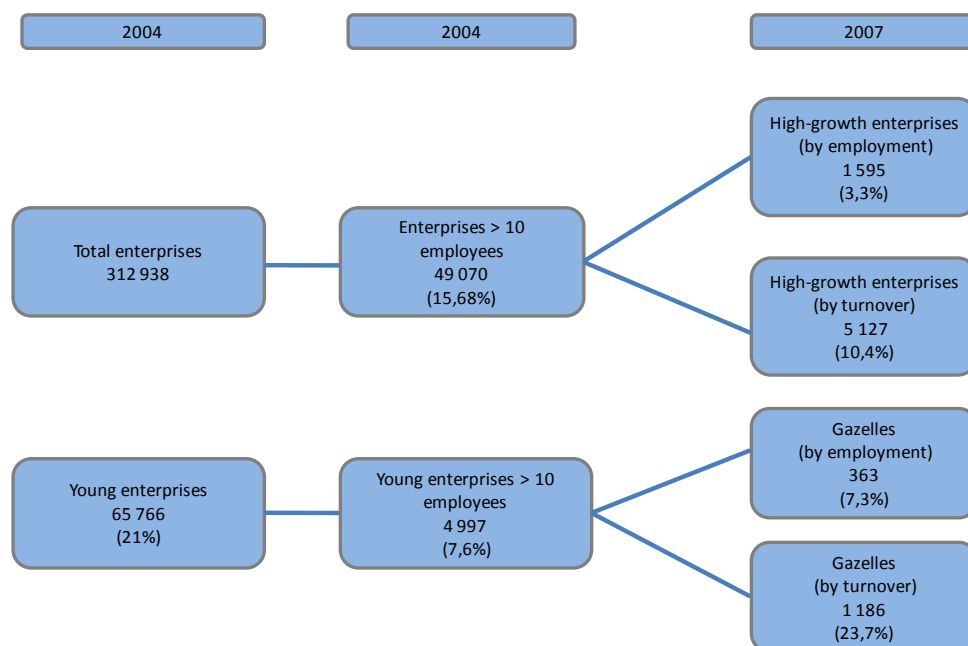 2004
2004
2007
Total enterprises
312 938
Enterprises > 10
employees
49 070
(15,68%)
High-growth enterprises
(by employment)
1 595
(3,3%)
High-growth enterprises
(by turnover)
5 127
(10,4%)
Young enterprises
65 766
(21%)
Young enterprises > 10
employees
4 997
(7,6%)
Gazelles
(by employment)
363
(7,3%)
Gazelles
(by turnover)
1 186
(23,7%)